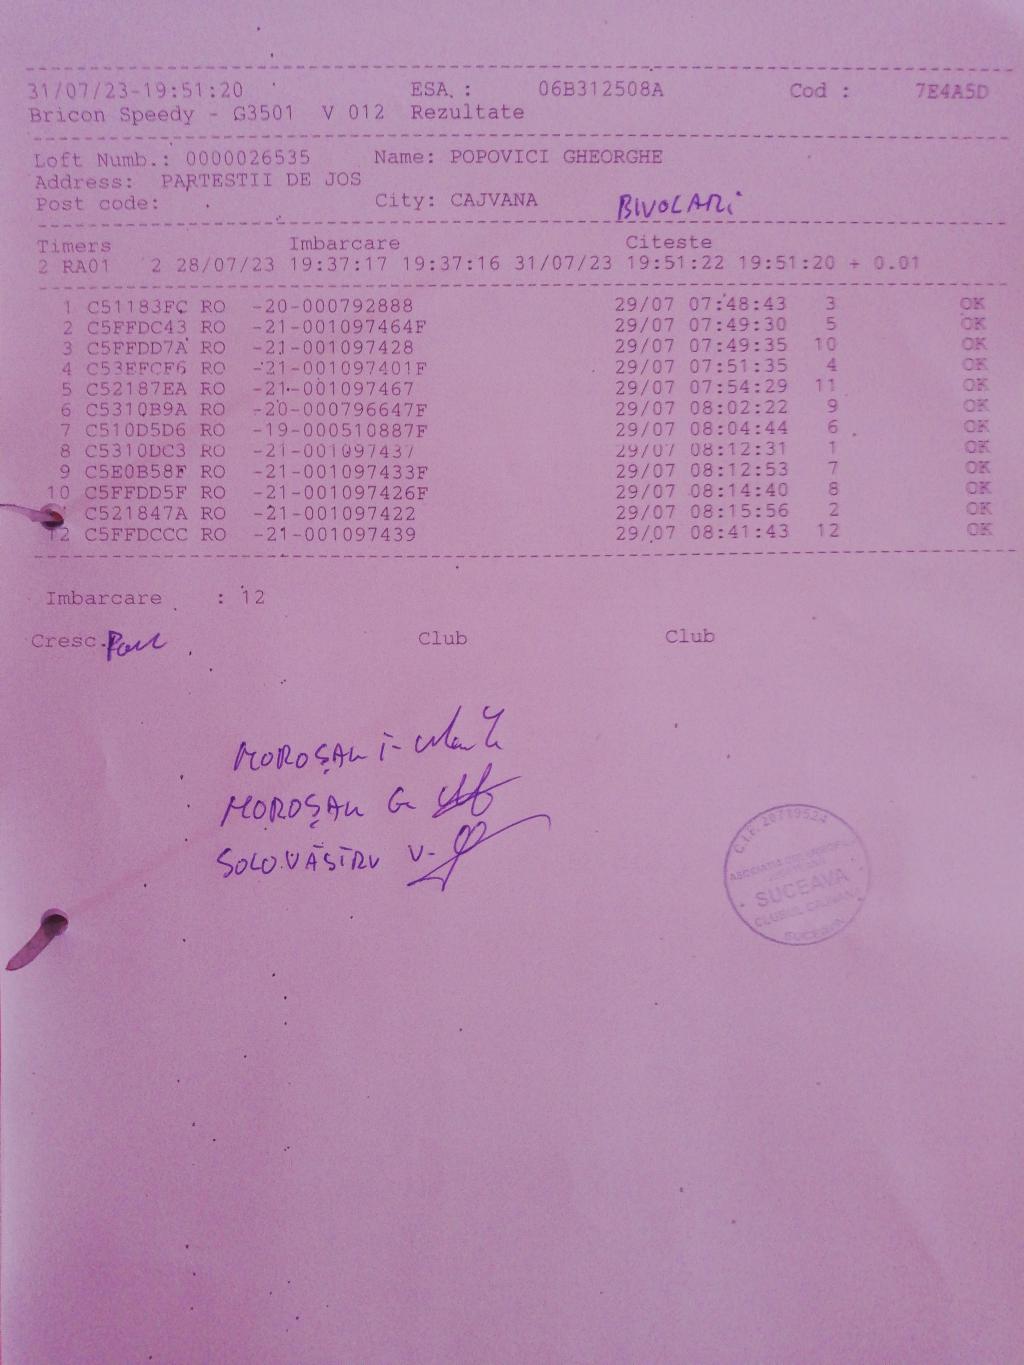 31/07/23-19:51:20 ESA : 06B312508A Cod : 7E4A5D
Bricon Speedy - G3501 V 012 Rezultate
Loft Numb.: 0000026535 Name: POPOVICI GHEORGHE
Address: PARTESTII DE JOS
Post code: City: CAJVANA BIVOLARI
Timers Imbarcare Citeste
2 RA01 2 28/07/23 19:37:17 19:37:16 31/07/23 19:51:22 19:51:20 + 0.01
1 C51183FC RO -20-000792888 29/07 07:48:43 3 OK
2 C5FFDC43 RO -21-001097464F 29/07 07:49:30 5 OK
3 C5FFDD7A RO -21-001097428 29/07 07:49:35 10 OK
4 C53EFCF6 RO -21-001097401F 29/07 07:51:35 4 OK
5 C52187EA RO -21-001097467 29/07 07:54:29 11 OK
6 C5310B9A RO -20-000796647F 29/07 08:02:22 9 OK
7 C510D5D6 RO -19-000510887F 29/07 08:04:44 6 OK
8 C5310DC3 RO -21-001097437 29/07 08:12:31 1 OK
9 C5E0B58F RO -21-001097433F 29/07 08:12:53 7 OK
10 C5FFDD5F RO -21-001097426F 29/07 08:14:40 8 OK
C521847A RO -21-001097422 29/07 08:15:56 2 OK
12 C5FFDCCC RO -21-001097439 29/07 08:41:43 12 OK
Imbarcare : 12
Cresc. Club Club
MOROȘAN I-
MOROȘAN G
SOLOVĂSTRU V-
C.I.F. 26719524
SUCEAVA
CLUBUL CAJVANA
SUCEAVA